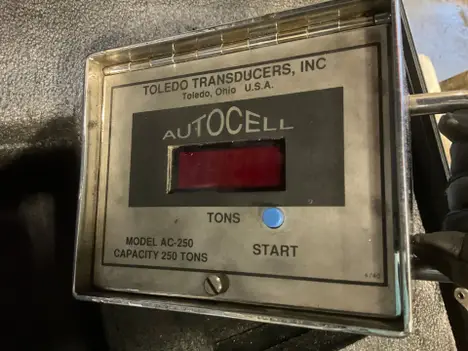 TOLEDO TRANSDUCERS, INC
Toledo, Ohio U.S.A.
AUTOCELL
TONS
START
MODEL AC-250
CAPACITY 250 TONS